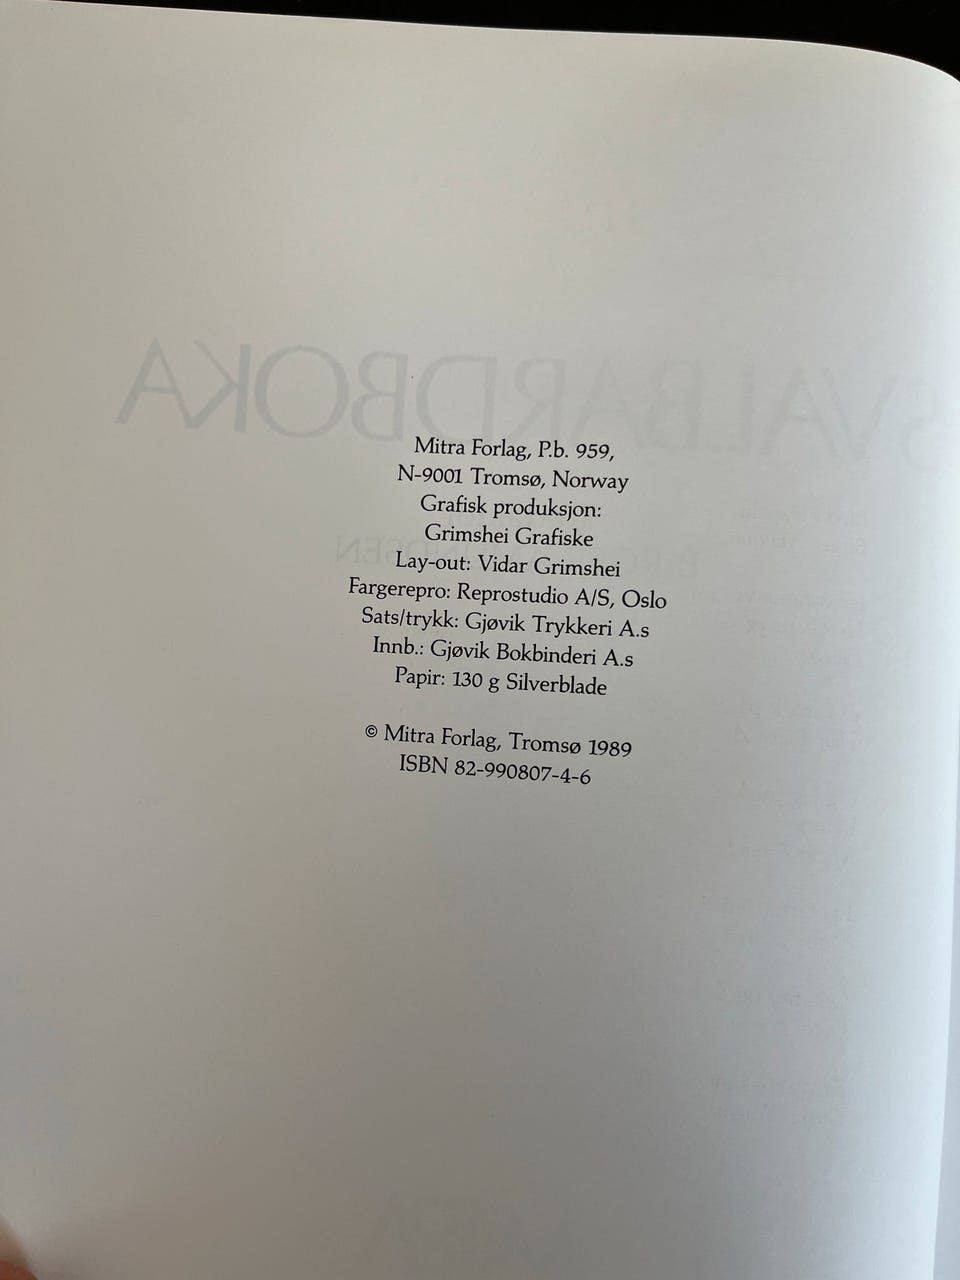 SVALBARDBOKA
Mitra Forlag, P.b. 959,
N-9001 Tromsø, Norway
Grafisk produksjon:
Grimshei Grafiske
Lay-out: Vidar Grimshei
Fargerepro: Reprostudio A/S, Oslo
Sats/trykk: Gjøvik Trykkeri A.s
Innb.: Gjøvik Bokbinderi A.s
Papir: 130 g Silverblade
© Mitra Forlag, Tromsø 1989
ISBN 82-990807-4-6